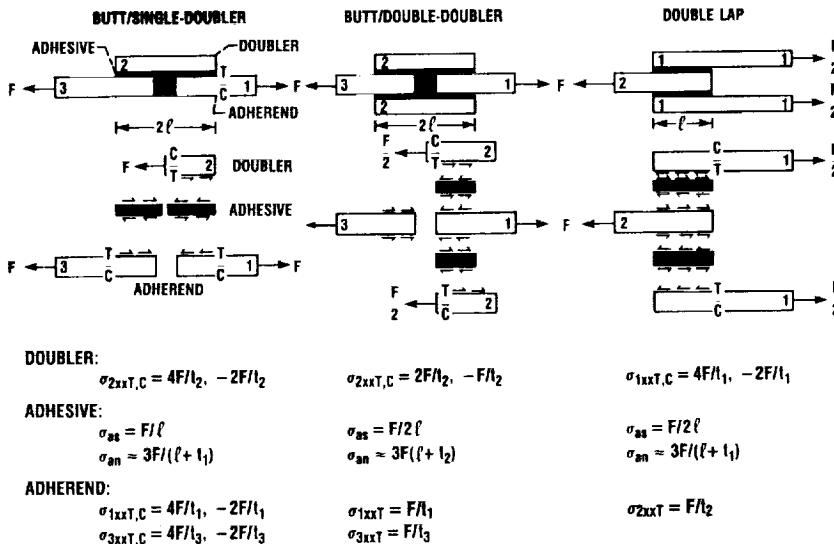 BUTT/SINGLE-DOUBLER BUTT/DOUBLE-DOUBLER DOUBLE LAP
ADHESIVE DOUBLER
2
F 3 T C 1 F
ADHEREND
2ℓ
F C T 2 DOUBLER
ADHESIVE
F 3 T C T C 1 F
ADHEREND
2
3 1 F
2
2ℓ
F/2 C T 2
3 1 F
F/2 T C 2
1 1
F 2
1 1
ℓ
C T
F 2
T C
DOUBLER:
σ2xxT,C = 4F/t2, −2F/t2 σ2xxT,C = 2F/t2, −F/t2 σ1xxT,C = 4F/t1, −2F/t1
ADHESIVE:
σas = F/ℓ σas = F/2ℓ σas = F/2ℓ
σan ≈ 3F/(ℓ+ t1) σan ≈ 3F(ℓ+ t2) σan ≈ 3F/(ℓ+ t1)
ADHEREND:
σ1xxT,C = 4F/t1, −2F/t1 σ1xxT = F/t1 σ2xxT = F/t2
σ3xxT,C = 4F/t3, −2F/t3 σ3xxT = F/t3